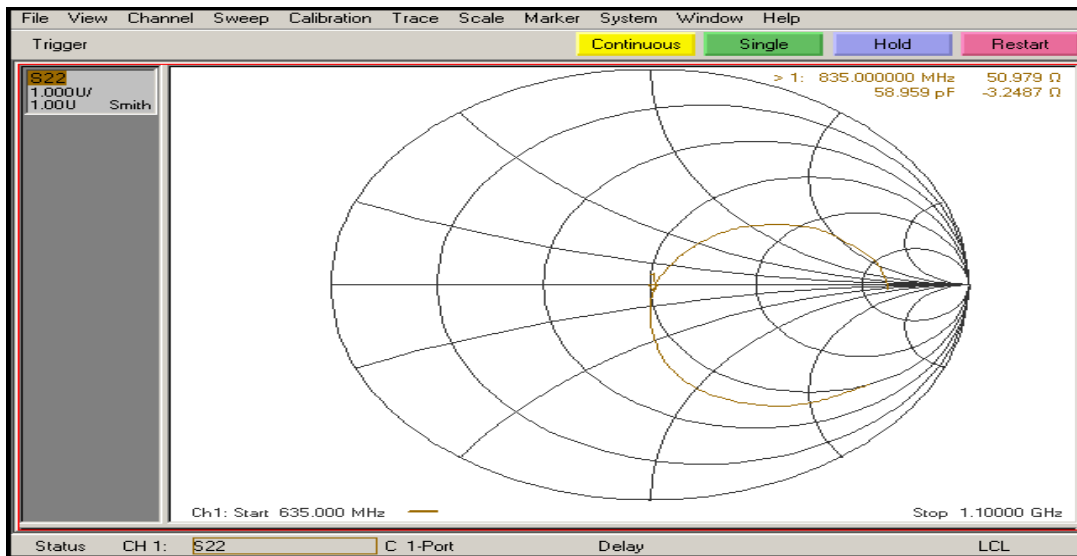 File View Channel Sweep Calibration Trace Scale Marker System Window Help
Trigger Continuous Single Hold Restart
S22
1.000U/
1.00U Smith
> 1: 835.000000 MHz 50.979 Ω
58.959 pF -3.2487 Ω
Ch1: Start 635.000 MHz Stop 1.10000 GHz
Status CH 1: S22 C 1-Port Delay LCL